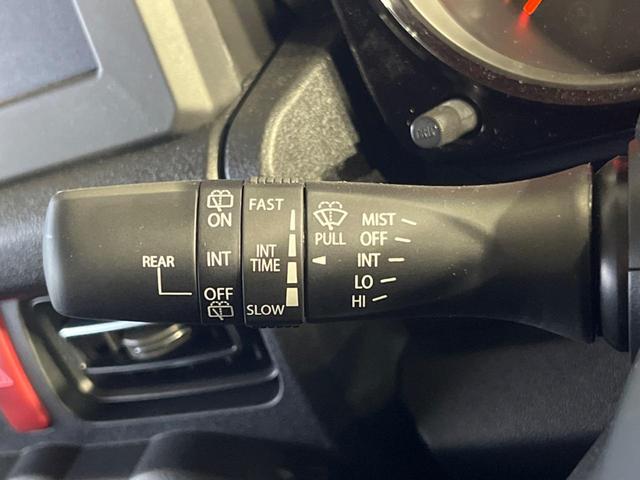 ON
INT
OFF
REAR
FAST
INT
TIME
SLOW
PULL
MIST
OFF
INT
LO
HI